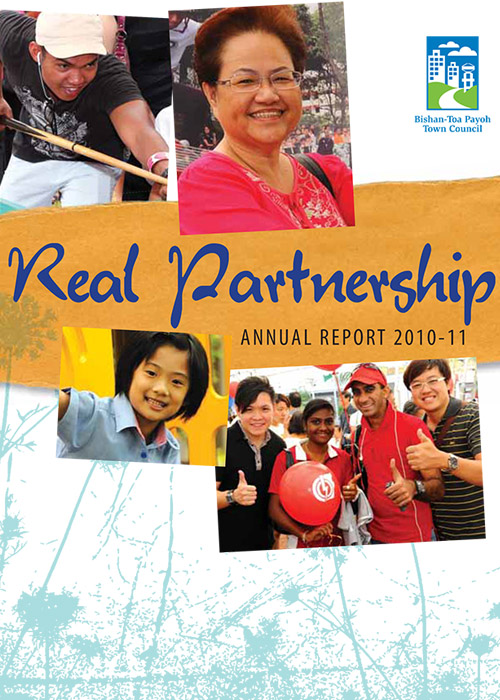 Bishan-Toa Payoh
Town Council
Real Partnership
ANNUAL REPORT 2010-11